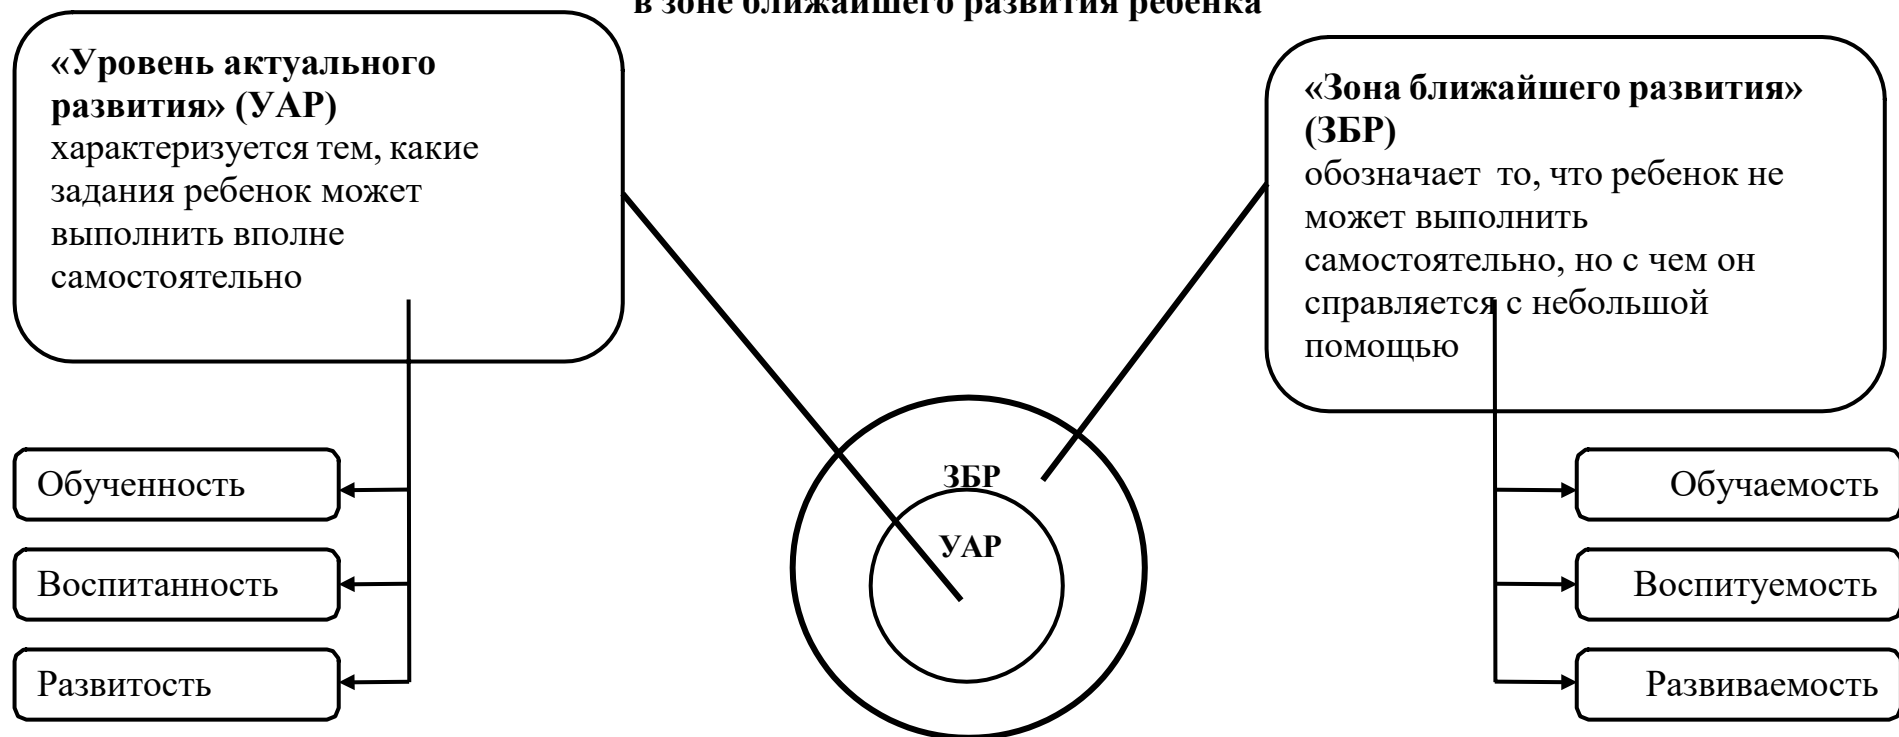 в зоне ближайшего развития ребенка
«Уровень актуального
развития» (УАР)
характеризуется тем, какие
задания ребенок может
выполнить вполне
самостоятельно
«Зона ближайшего развития»
(ЗБР)
обозначает то, что ребенок не
может выполнить
самостоятельно, но с чем он
справляется с небольшой
помощью
ЗБР
УАР
Обученность
Воспитанность
Развитость
Обучаемость
Воспитуемость
Развиваемость